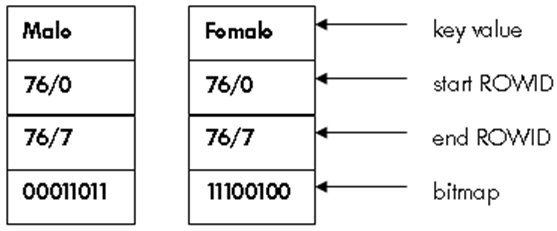 Male Female key value
76/0 76/0 start ROWID
76/7 76/7 end ROWID
00011011 11100100 bitmap